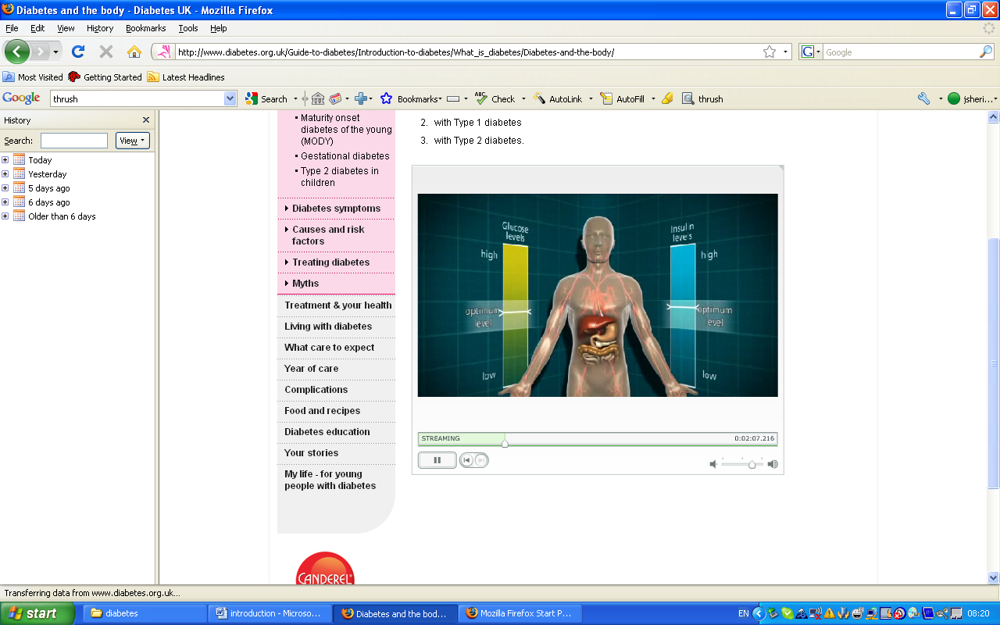 Diabetes and the body - Diabetes UK - Mozilla Firefox
File Edit View History Bookmarks Tools Help
http://www.diabetes.org.uk/Guide-to-diabetes/Introduction-to-diabetes/What_is_diabetes/Diabetes-and-the-body/
G Google
Most Visited Getting Started Latest Headlines
Google thrush Search Bookmarks ABC Check AutoLink AutoFill thrush jsheri...
History
Search: View
Today
Yesterday
5 days ago
6 days ago
Older than 6 days
Maturity onset
diabetes of the young
(MODY)
Gestational diabetes
Type 2 diabetes in
children
Diabetes symptoms
Causes and risk
factors
Treating diabetes
Myths
Treatment & your health
Living with diabetes
What care to expect
Year of care
Complications
Food and recipes
Diabetes education
Your stories
My life - for young
people with diabetes
CANDEREL®
2. with Type 1 diabetes
3. with Type 2 diabetes.
Glucose
levels
high
optimum
level
low
Insulin
levels
high
optimum
level
low
STREAMING 0:02:07.216
Transferring data from www.diabetes.org.uk...
start diabetes introduction - Microso... Diabetes and the bod... Mozilla Firefox Start P... EN 08:20